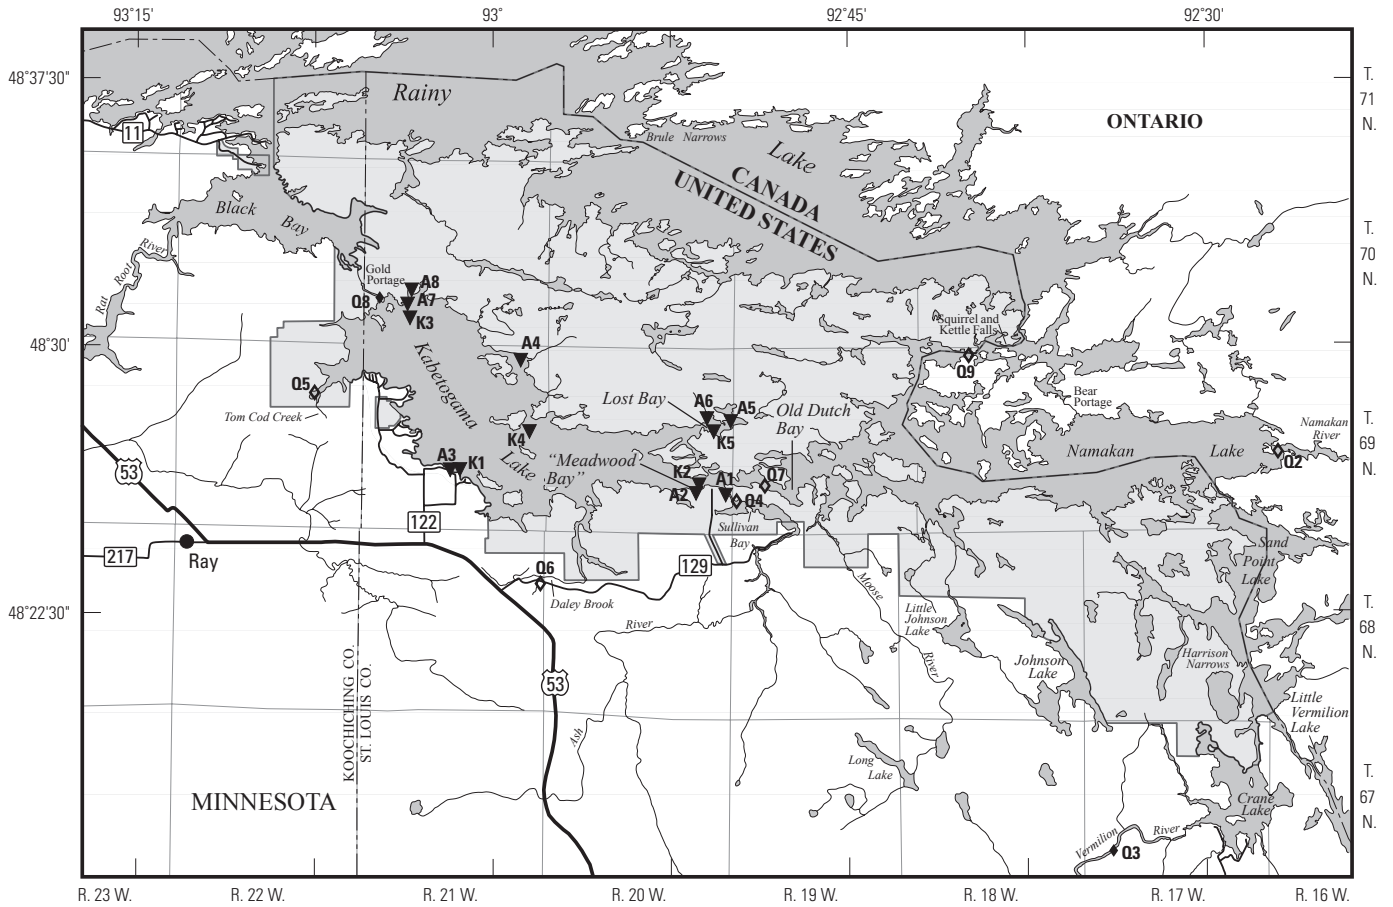 93˚15'
93˚
92˚45'
92˚30'
48˚37'30"
T.
71
N.
Rainy
11
ONTARIO
Brule Narrows
Lake
CANADA
UNITED STATES
Black
Bay
T.
70
N.
Rat Root River
Gold
Portage
A8
Q8
A7
K3
Squirrel and
Kettle Falls
48˚30'
A4
Kabetogama
Q9
Q5
Bear
Portage
Lost Bay
A6
A5
Old Dutch
Bay
Tom Cod Creek
T.
69
N.
Namakan
River
K4
K5
Namakan
Lake
Q2
Lake
"Meadwood
Bay"
A3
K1
K2
Q7
53
A2
A1
Q4
122
Sullivan
Bay
217
Ray
Sand
Point
Lake
129
Q6
Moose
Daley Brook
48˚22'30"
Little
Johnson
Lake
T.
68
N.
River
River
Harrison
Narrows
Johnson
Lake
KOOCHICHING CO.
ST. LOUIS CO.
53
Little
Vermilion
Lake
Ash
Long
Lake
T.
67
N.
MINNESOTA
Crane
Lake
Vermilion
River
Q3
R. 23 W.
R. 22 W.
R. 21 W.
R. 20 W.
R. 19 W.
R. 18 W.
R. 17 W.
R. 16 W.